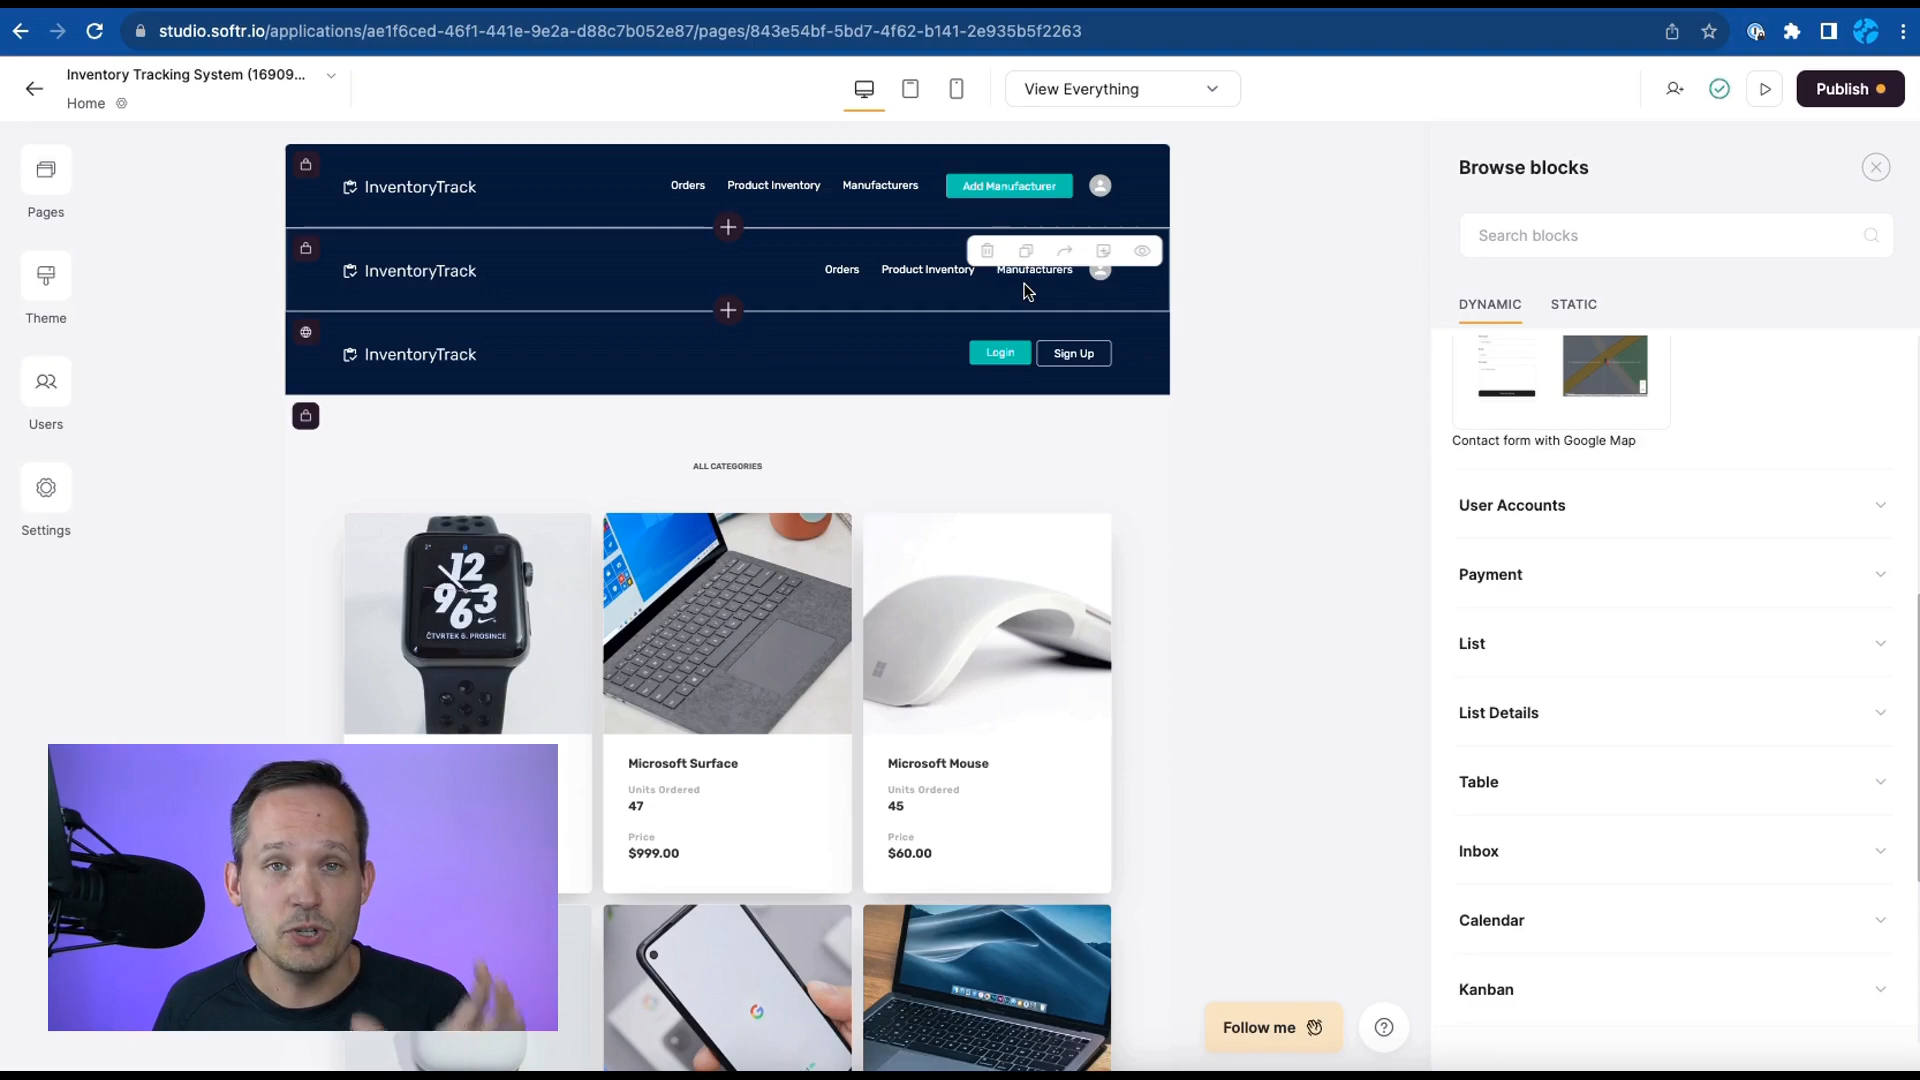 studio.softr.io/applications/ae1f6ced-46f1-441e-9e2a-d88c7b052e87/pages/843e54bf-5bd7-4f62-b141-2e935b5f2263
Inventory Tracking System (16909...
Home
View Everything
Publish
Pages
Theme
Users
Settings
InventoryTrack
Orders
Product Inventory
Manufacturers
Add Manufacturer
InventoryTrack
Orders
Product Inventory
Manufacturers
InventoryTrack
Login
Sign Up
ALL CATEGORIES
12
9 6 3
ČTVRTEK 6. PROSINCE
Microsoft Surface
Units Ordered
47
Price
$999.00
Microsoft Mouse
Units Ordered
45
Price
$60.00
Follow me
Browse blocks
Search blocks
DYNAMIC
STATIC
Contact form with Google Map
User Accounts
Payment
List
List Details
Table
Inbox
Calendar
Kanban